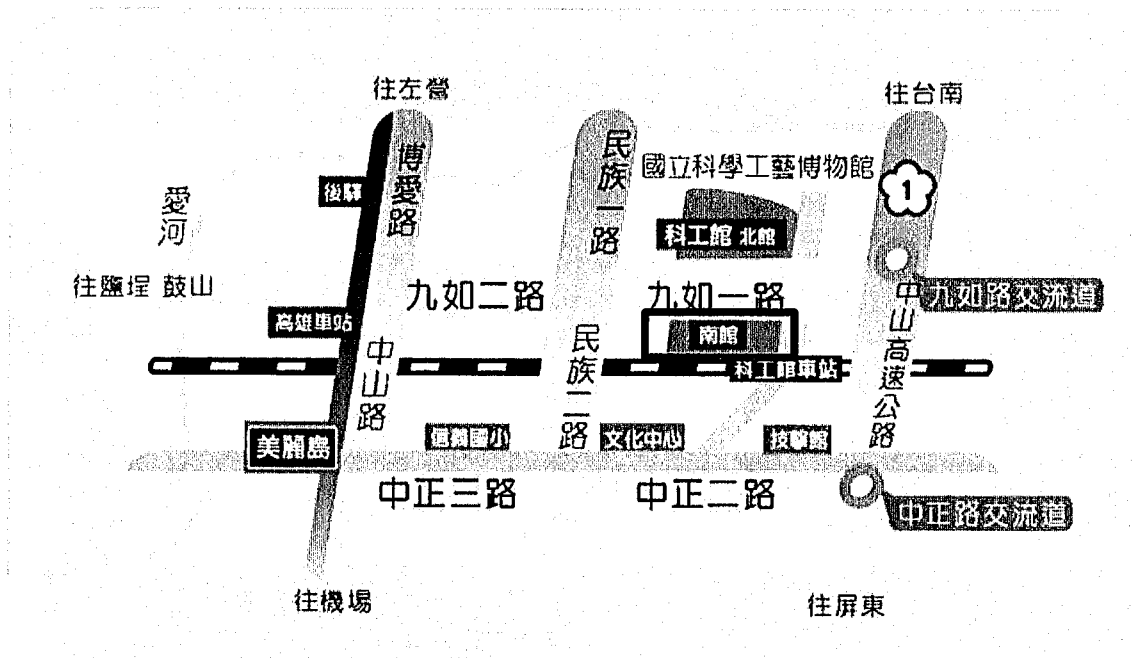 往左營
往台南
博愛路
民族一路
國立科學工藝博物館
1
後驛
愛河
科工館 北館
往鹽埕 鼓山
九如二路
九如一路
九如路交流道
高雄車站
南館
中山路
民族二路
科工館車站
中山高速公路
美麗島
信義國小
文化中心
技擊館
中正三路
中正二路
中正路交流道
往機場
往屏東